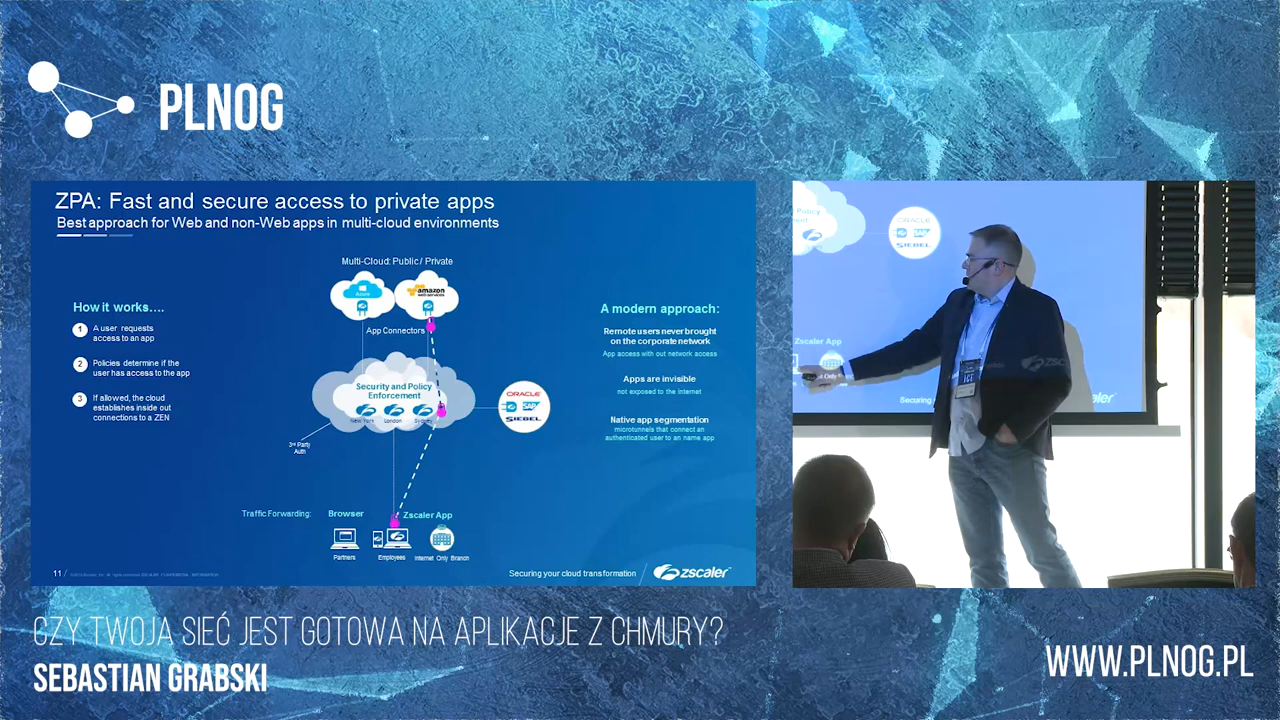 PLNOG
ZPA: Fast and secure access to private apps
Best approach for Web and non-Web apps in multi-cloud environments
Multi-Cloud: Public / Private
Azure
amazon
web services
App Connectors
How it works....
1 A user requests
access to an app
2 Policies determine if the
user has access to the app
3 If allowed, the cloud
establishes inside out
connections to a ZEN
Security and Policy
Enforcement
New York London Sydney
3rd Party
Auth
ORACLE
SAP
SIEBEL
A modern approach:
Remote users never brought
on the corporate network
App access with out network access
Apps are invisible
not exposed to the internet
Native app segmentation
microtunnels that connect an
authenticated user to an name app
Traffic Forwarding: Browser Zscaler App
Partners Employees Internet Only Branch
11 /
Securing your cloud transformation
zscaler
ORACLE
SAP
SIEBEL
Zscaler App
ICE
zscaler
CZY TWOJA SIEĆ JEST GOTOWA NA APLIKACJE Z CHMURY?
SEBASTIAN GRABSKI
WWW.PLNOG.PL